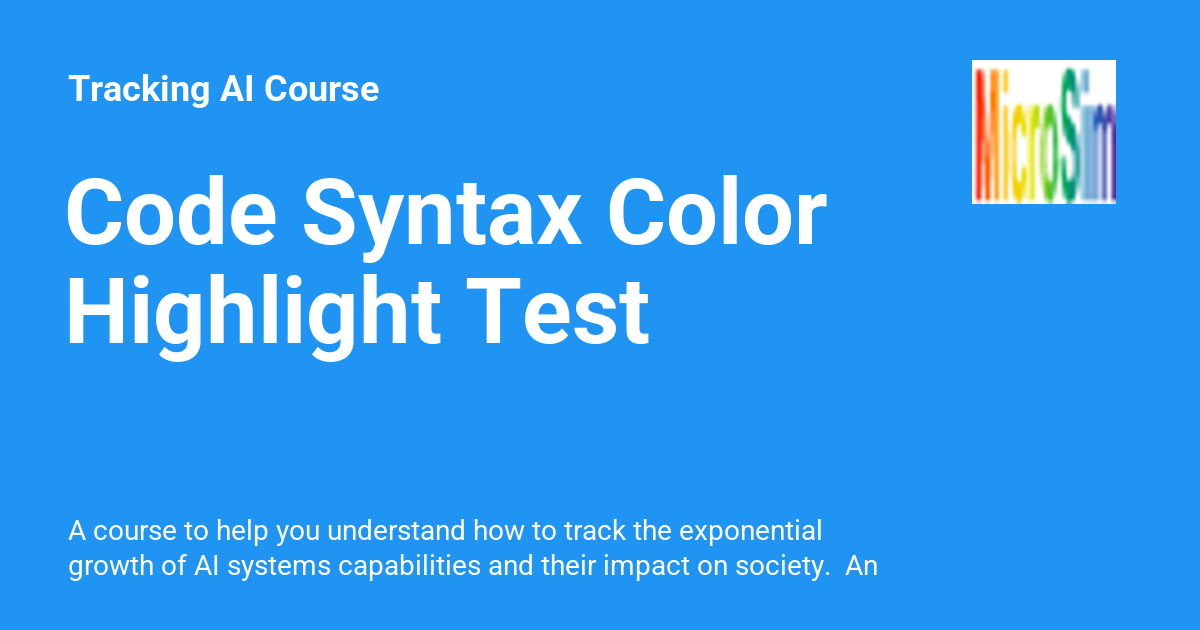 Tracking AI Course
MicroSim
Code Syntax Color
Highlight Test
A course to help you understand how to track the exponential
growth of AI systems capabilities and their impact on society.  An